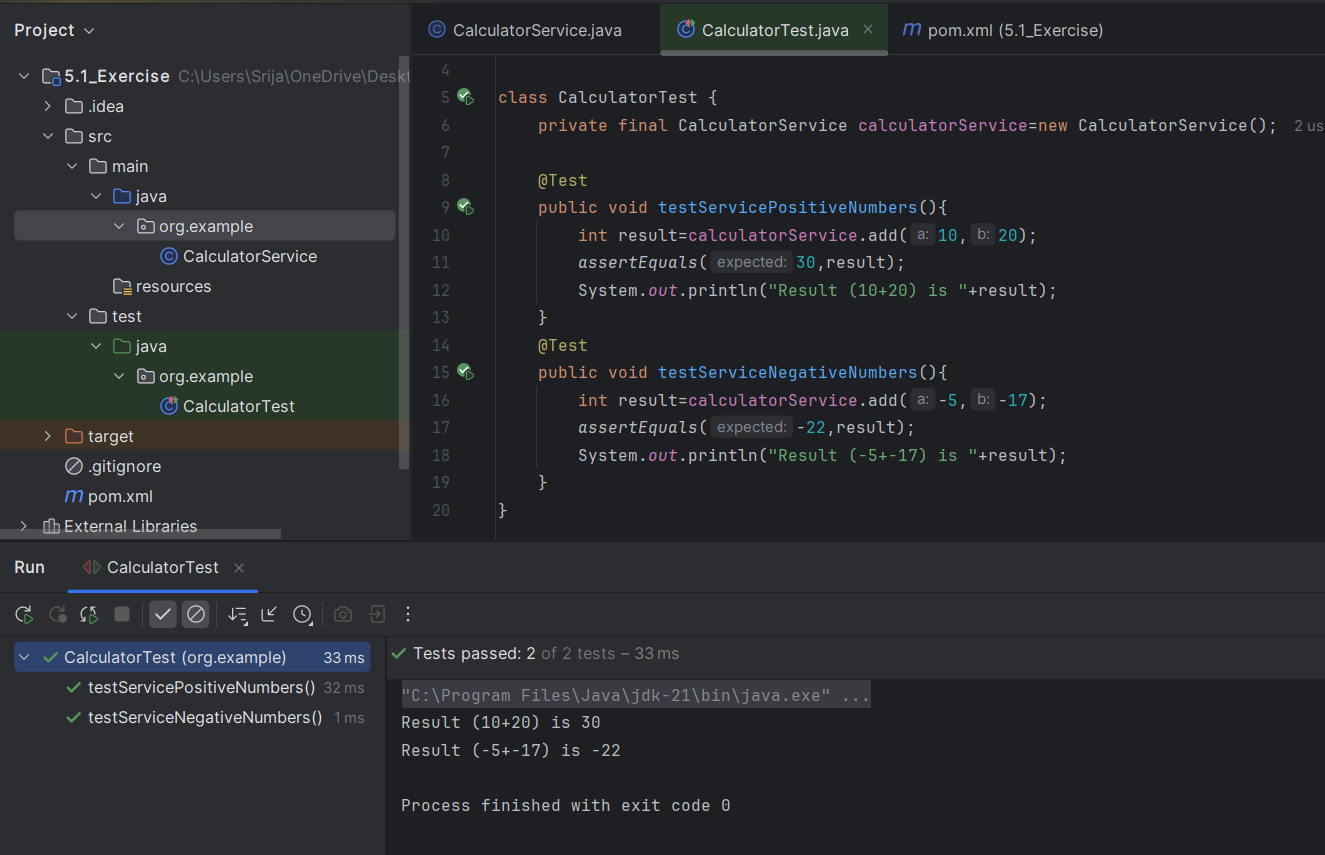 Project
CalculatorService.java
CalculatorTest.java
pom.xml (5.1_Exercise)
5.1_Exercise C:\Users\Srija\OneDrive\Deskt
.idea
src
main
java
org.example
CalculatorService
resources
test
java
org.example
CalculatorTest
target
.gitignore
pom.xml
External Libraries
4
5 class CalculatorTest {
6 private final CalculatorService calculatorService=new CalculatorService(); 2 us
7
8 @Test
9 public void testServicePositiveNumbers(){
10 int result=calculatorService.add( a: 10, b: 20);
11 assertEquals( expected: 30,result);
12 System.out.println("Result (10+20) is "+result);
13 }
14 @Test
15 public void testServiceNegativeNumbers(){
16 int result=calculatorService.add( a: -5, b: -17);
17 assertEquals( expected: -22,result);
18 System.out.println("Result (-5+-17) is "+result);
19 }
20 }
Run CalculatorTest
CalculatorTest (org.example) 33 ms
testServicePositiveNumbers() 32 ms
testServiceNegativeNumbers() 1 ms
Tests passed: 2 of 2 tests – 33 ms
"C:\Program Files\Java\jdk-21\bin\java.exe" ...
Result (10+20) is 30
Result (-5+-17) is -22
Process finished with exit code 0